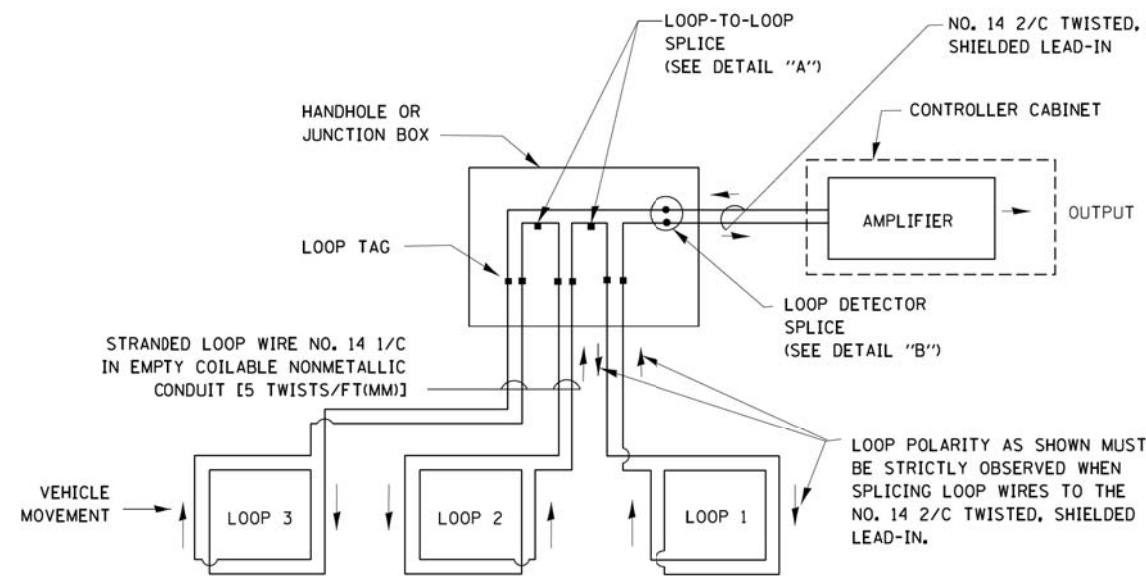 LOOP-TO-LOOP
SPLICE
(SEE DETAIL "A")
NO. 14 2/C TWISTED,
SHIELDED LEAD-IN
HANDHOLE OR
JUNCTION BOX
CONTROLLER CABINET
AMPLIFIER
OUTPUT
LOOP TAG
LOOP DETECTOR
SPLICE
(SEE DETAIL "B")
STRANDED LOOP WIRE NO. 14 1/C
IN EMPTY COILABLE NONMETALLIC
CONDUIT [5 TWISTS/FT(MM)]
LOOP POLARITY AS SHOWN MUST
BE STRICTLY OBSERVED WHEN
SPLICING LOOP WIRES TO THE
NO. 14 2/C TWISTED, SHIELDED
LEAD-IN.
VEHICLE
MOVEMENT
LOOP 3
LOOP 2
LOOP 1